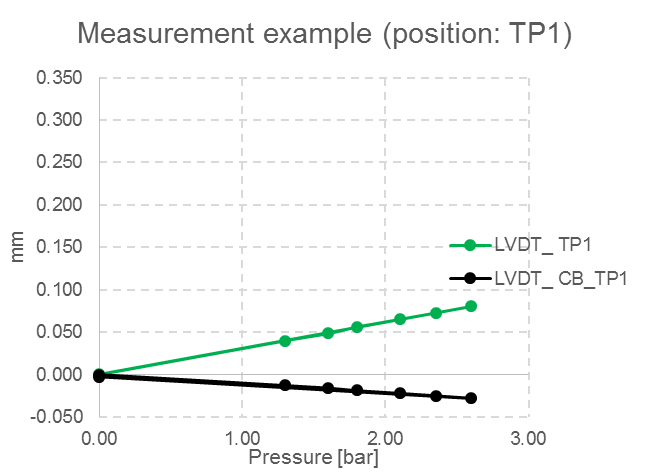 Measurement example (position: TP1)
0.350
0.300
0.250
0.200
0.150
0.100
0.050
0.000
-0.050
mm
LVDT_ TP1
LVDT_ CB_TP1
0.00 1.00 2.00 3.00
Pressure [bar]